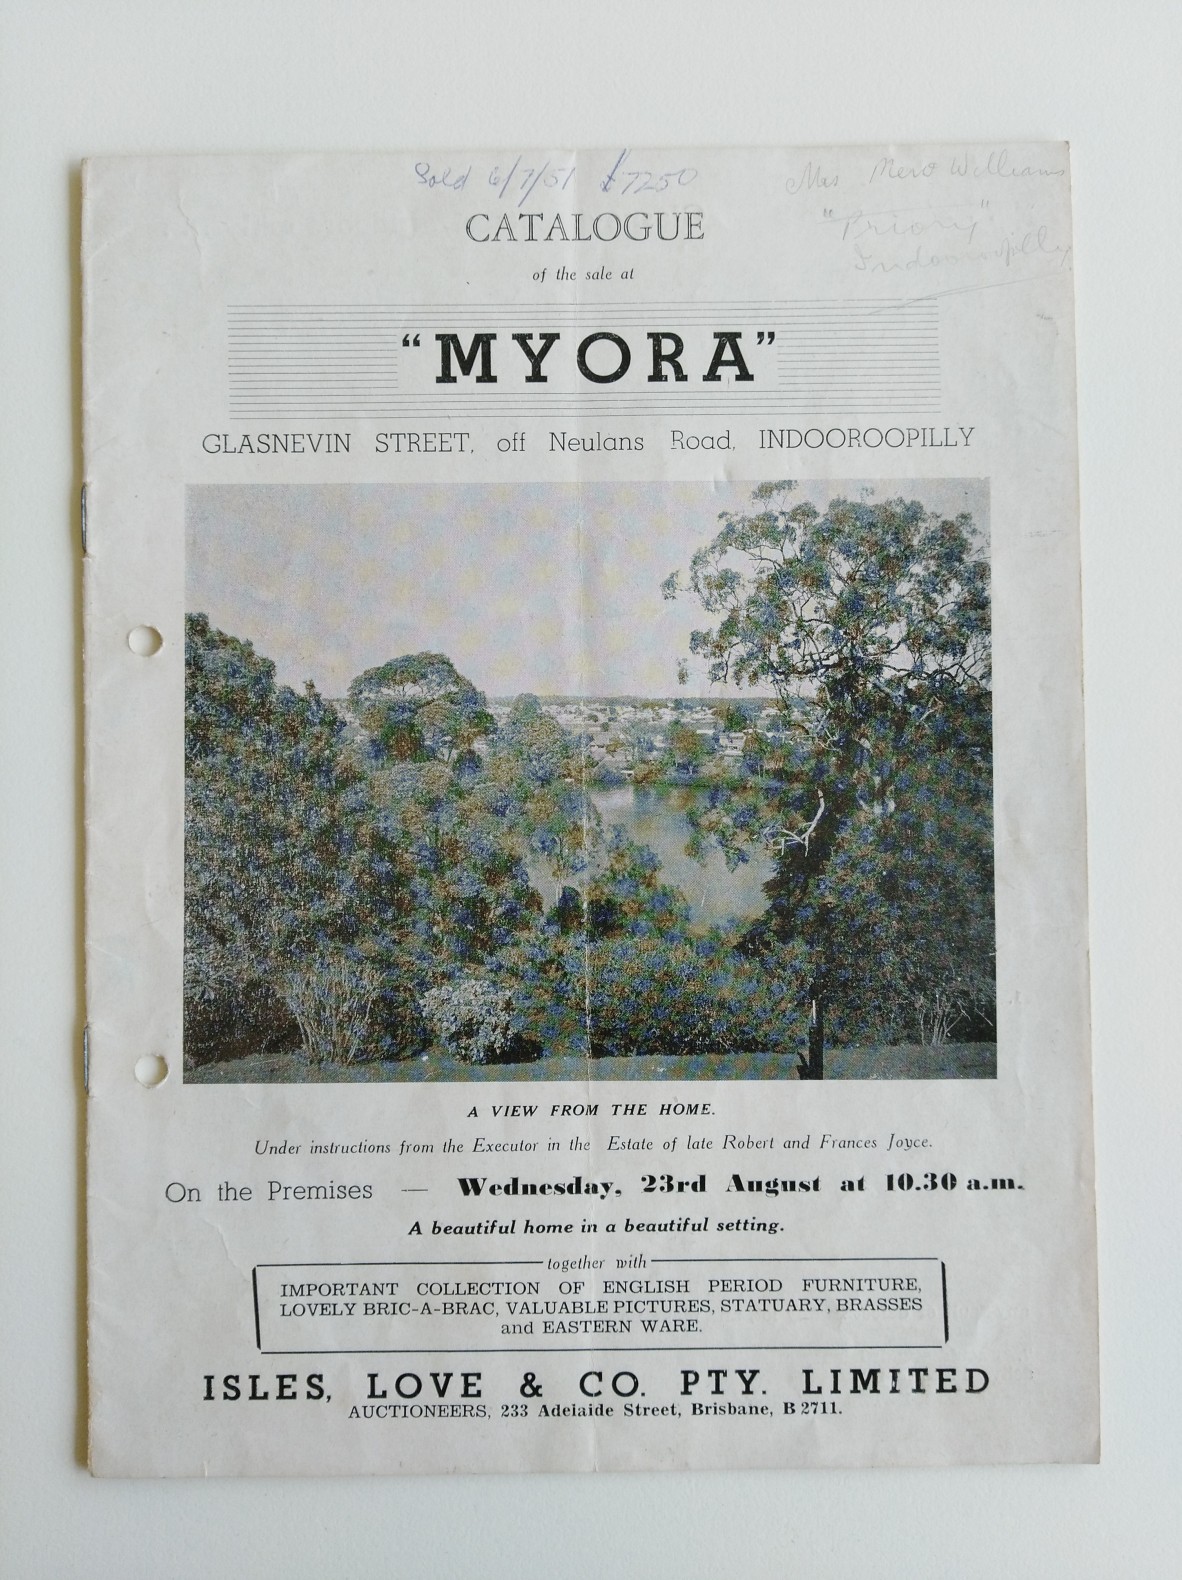 Sold 6/7/51 £7250
Mrs Merv Williams
"Priory"
Indooroopilly
CATALOGUE
of the sale at
"MYORA"
GLASNEVIN STREET, off Neulans Road, INDOOROOPILLY
A VIEW FROM THE HOME.
Under instructions from the Executor in the Estate of late Robert and Frances Joyce.
On the Premises — Wednesday, 23rd August at 10.30 a.m.
A beautiful home in a beautiful setting.
together with
IMPORTANT COLLECTION OF ENGLISH PERIOD FURNITURE,
LOVELY BRIC-A-BRAC, VALUABLE PICTURES, STATUARY, BRASSES
and EASTERN WARE.
ISLES, LOVE & CO. PTY. LIMITED
AUCTIONEERS, 233 Adelaide Street, Brisbane, B 2711.